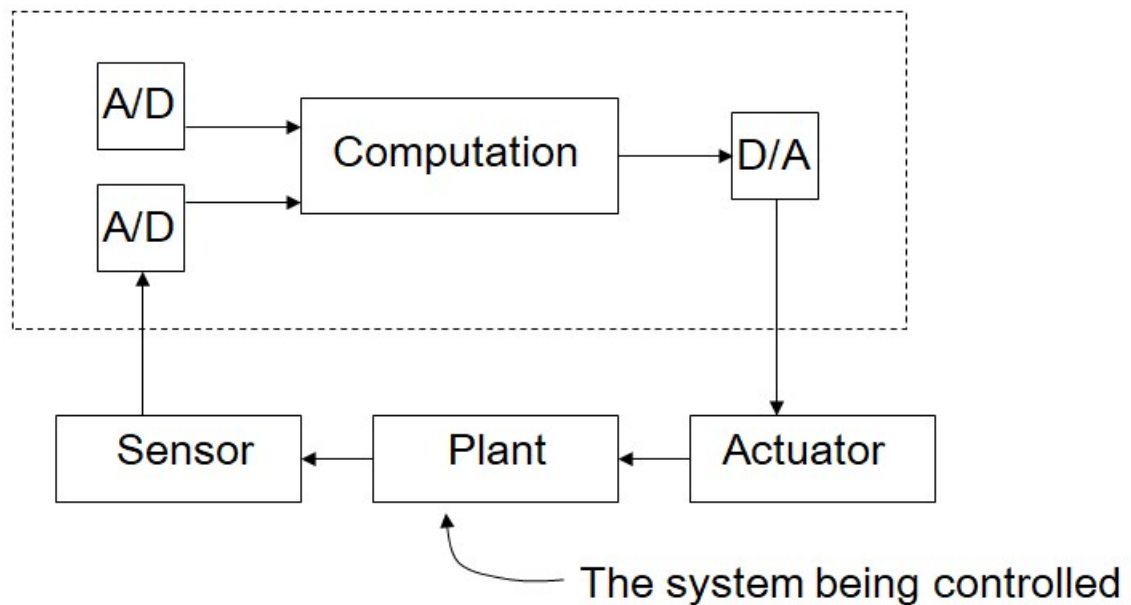 A/D
Computation
D/A
A/D
Sensor
Plant
Actuator
The system being controlled